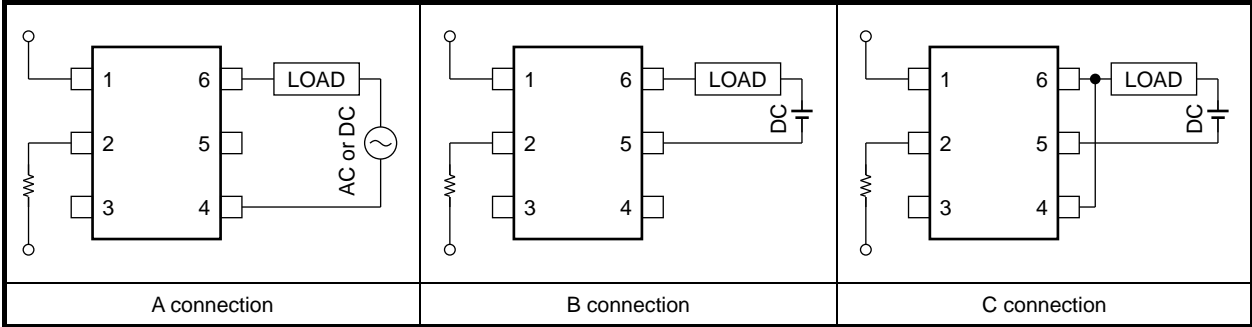 1 6 LOAD
2 5 AC or DC
3 4
A connection
1 6 LOAD
2 5 DC
3 4
B connection
1 6 LOAD
2 5 DC
3 4
C connection